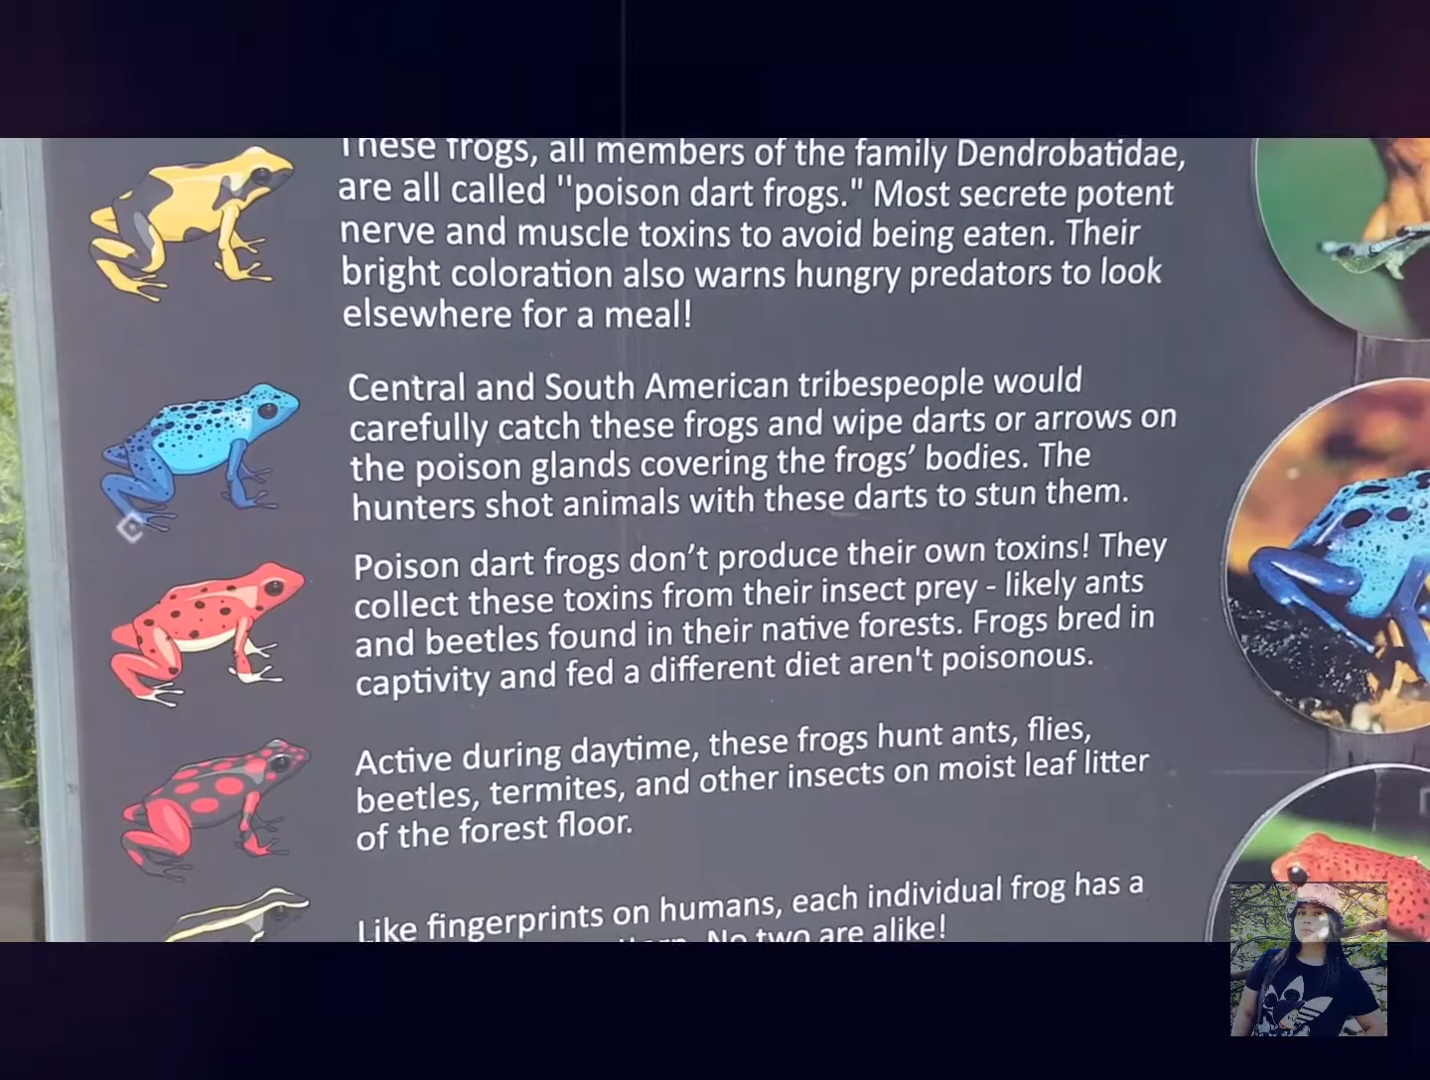 These frogs, all members of the family Dendrobatidae,
are all called "poison dart frogs." Most secrete potent
nerve and muscle toxins to avoid being eaten. Their
bright coloration also warns hungry predators to look
elsewhere for a meal!
Central and South American tribespeople would
carefully catch these frogs and wipe darts or arrows on
the poison glands covering the frogs’ bodies. The
hunters shot animals with these darts to stun them.
Poison dart frogs don’t produce their own toxins! They
collect these toxins from their insect prey - likely ants
and beetles found in their native forests. Frogs bred in
captivity and fed a different diet aren't poisonous.
Active during daytime, these frogs hunt ants, flies,
beetles, termites, and other insects on moist leaf litter
of the forest floor.
Like fingerprints on humans, each individual frog has a
No two are alike!